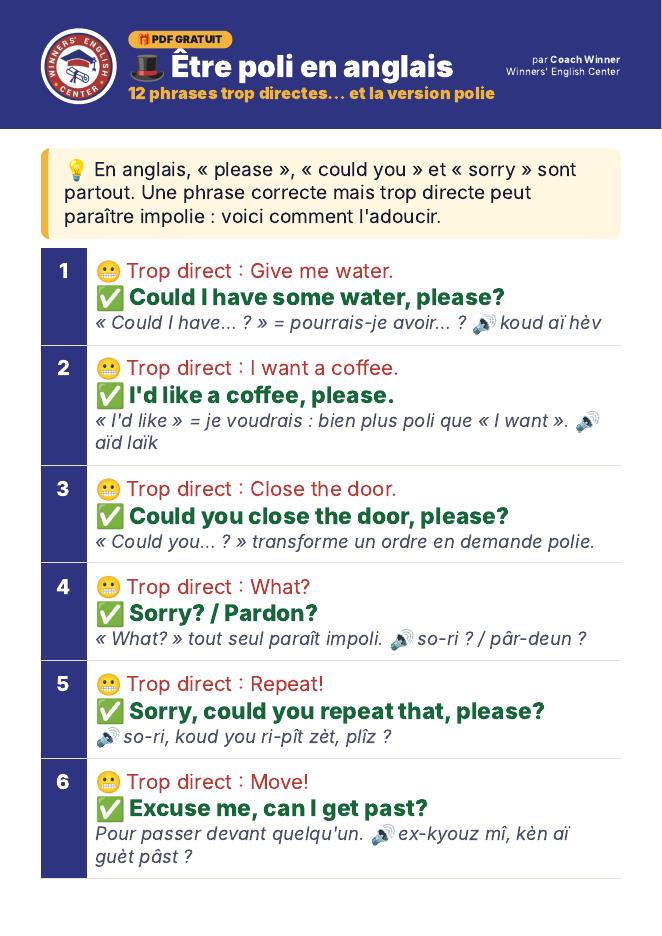 WINNERS' ENGLISH CENTER
🎁 PDF GRATUIT
🎩 Être poli en anglais
12 phrases trop directes… et la version polie
par Coach Winner
Winners' English Center
💡 En anglais, « please », « could you » et « sorry » sont
partout. Une phrase correcte mais trop directe peut
paraître impolie : voici comment l'adoucir.
1
😬 Trop direct : Give me water.
✅ Could I have some water, please?
« Could I have… ? » = pourrais-je avoir… ? 🔊 koud aï hèv
2
😬 Trop direct : I want a coffee.
✅ I'd like a coffee, please.
« I'd like » = je voudrais : bien plus poli que « I want ». 🔊
aïd laïk
3
😬 Trop direct : Close the door.
✅ Could you close the door, please?
« Could you… ? » transforme un ordre en demande polie.
4
😬 Trop direct : What?
✅ Sorry? / Pardon?
« What? » tout seul paraît impoli. 🔊 so-ri ? / pâr-deun ?
5
😬 Trop direct : Repeat!
✅ Sorry, could you repeat that, please?
🔊 so-ri, koud you ri-pît zèt, plîz ?
6
😬 Trop direct : Move!
✅ Excuse me, can I get past?
Pour passer devant quelqu'un. 🔊 ex-kyouz mî, kèn aï
guèt pâst ?